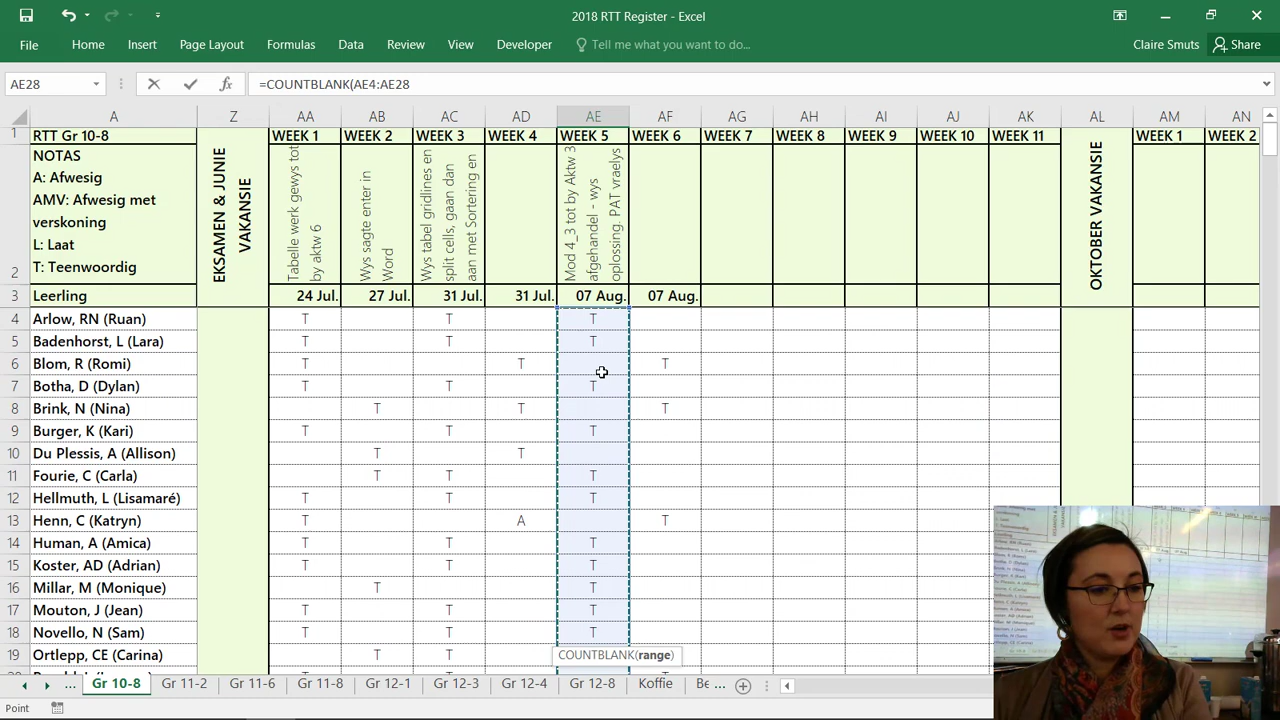 2018 RTT Register - Excel
File Home Insert Page Layout Formulas Data Review View Developer Tell me what you want to do... Claire Smuts Share
AE28 =COUNTBLANK(AE4:AE28
A Z AA AB AC AD AE AF AG AH AI AJ AK AL AM AN
1 RTT Gr 10-8 WEEK 1 WEEK 2 WEEK 3 WEEK 4 WEEK 5 WEEK 6 WEEK 7 WEEK 8 WEEK 9 WEEK 10 WEEK 11 WEEK 1 WEEK 2
NOTAS
A: Afwesig
AMV: Afwesig met
verskoning
L: Laat
2 T: Teenwoordig
EKSAMEN & JUNIE
VAKANSIE
Tabelle werk gewys tot
by aktw 6
Wys sagte enter in
Word
Wys tabel gridlines en
split cells, gaan dan
aan met Sortering en
Mod 4_3 tot by Aktw 3
afgehandel - wys
oplossing. PAT vraelys
OKTOBER VAKANSIE
3 Leerling 24 Jul. 27 Jul. 31 Jul. 31 Jul. 07 Aug. 07 Aug.
4 Arlow, RN (Ruan) T T T
5 Badenhorst, L (Lara) T T T
6 Blom, R (Romi) T T T
7 Botha, D (Dylan) T T T
8 Brink, N (Nina) T T T
9 Burger, K (Kari) T T T
10 Du Plessis, A (Allison) T T
11 Fourie, C (Carla) T T T
12 Hellmuth, L (Lisamaré) T T T
13 Henn, C (Katryn) T A T
14 Human, A (Amica) T T T
15 Koster, AD (Adrian) T T T
16 Millar, M (Monique) T T
17 Mouton, J (Jean) T T T
18 Novello, N (Sam) T T T
19 Ortlepp, CE (Carina) T T
COUNTBLANK(range)
... Gr 10-8 Gr 11-2 Gr 11-6 Gr 11-8 Gr 12-1 Gr 12-3 Gr 12-4 Gr 12-8 Koffie Be ...
Point